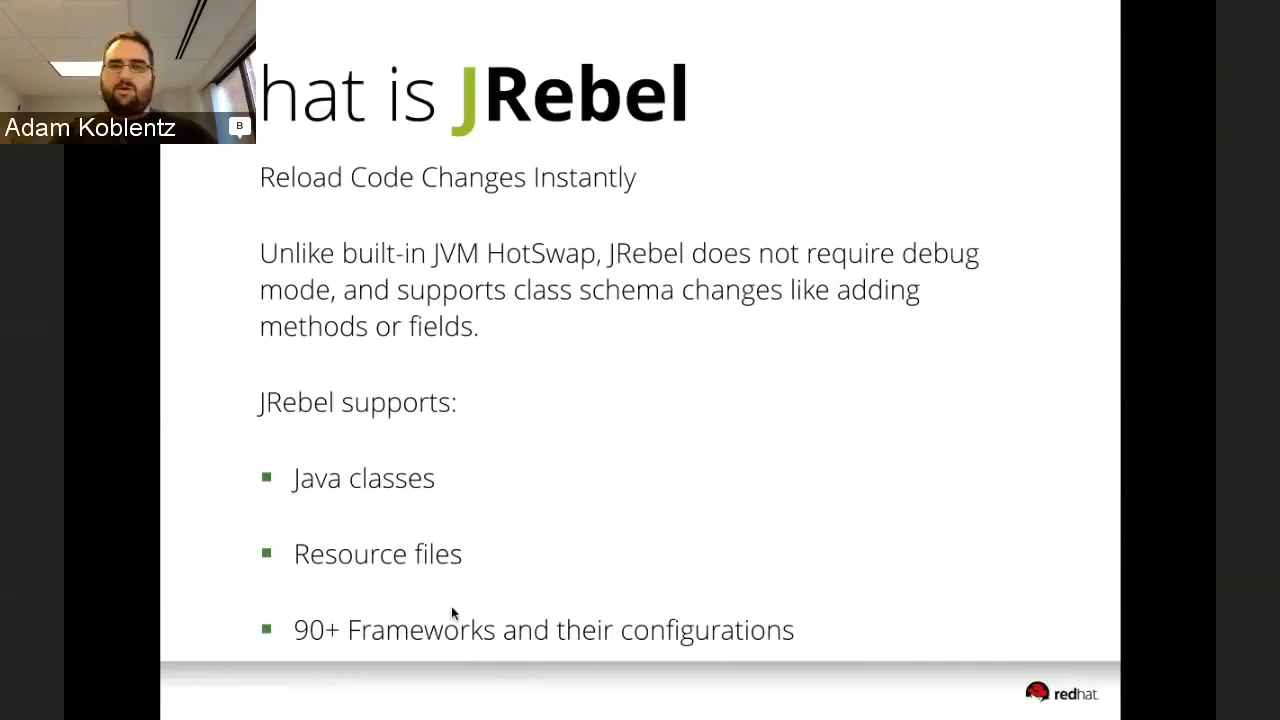 hat is JRebel
Adam Koblentz
B
Reload Code Changes Instantly
Unlike built-in JVM HotSwap, JRebel does not require debug
mode, and supports class schema changes like adding
methods or fields.
JRebel supports:
Java classes
Resource files
90+ Frameworks and their configurations
redhat.